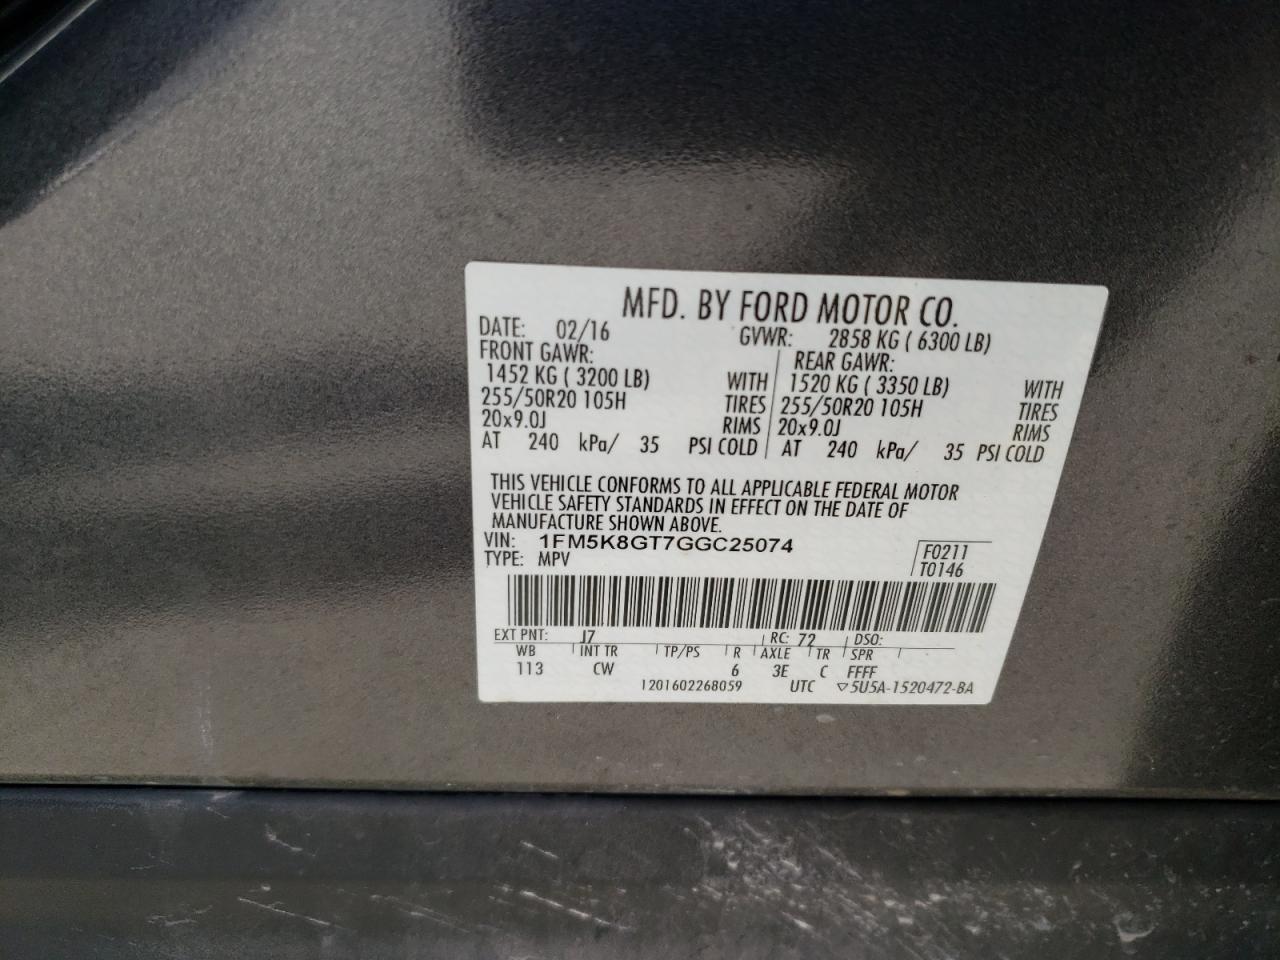 MFD. BY FORD MOTOR CO.
DATE: 02/16 GVWR: 2858 KG ( 6300 LB)
FRONT GAWR: REAR GAWR:
1452 KG ( 3200 LB) WITH 1520 KG ( 3350 LB) WITH
255/50R20 105H TIRES 255/50R20 105H TIRES
20x9.0J RIMS 20x9.0J RIMS
AT 240 kPa/ 35 PSI COLD AT 240 kPa/ 35 PSI COLD
THIS VEHICLE CONFORMS TO ALL APPLICABLE FEDERAL MOTOR
VEHICLE SAFETY STANDARDS IN EFFECT ON THE DATE OF
MANUFACTURE SHOWN ABOVE.
VIN: 1FM5K8GT7GGC25074 F0211
TYPE: MPV T0146
EXT PNT: J7 RC: 72 DSO:
WB INT TR TP/PS R AXLE TR SPR
113 CW 6 3E C FFFF
1201602268059 UTC ▽5U5A-1520472-BA